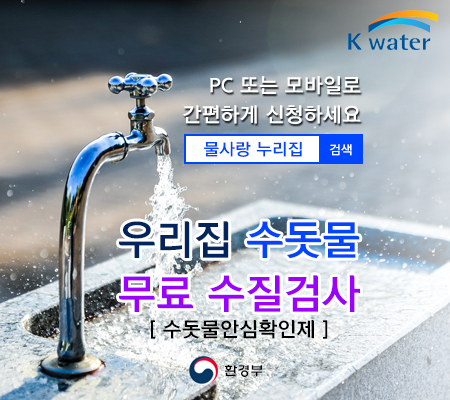 K water
PC 또는 모바일로
간편하게 신청하세요
물사랑 누리집 검색
우리집 수돗물
무료 수질검사
[ 수돗물안심확인제 ]
환경부